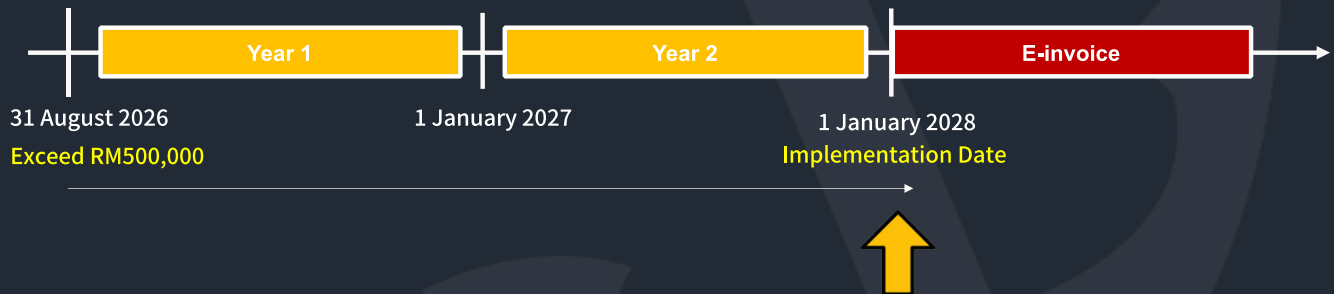 Year 1
Year 2
E-invoice
31 August 2026
1 January 2027
1 January 2028
Exceed RM500,000
Implementation Date